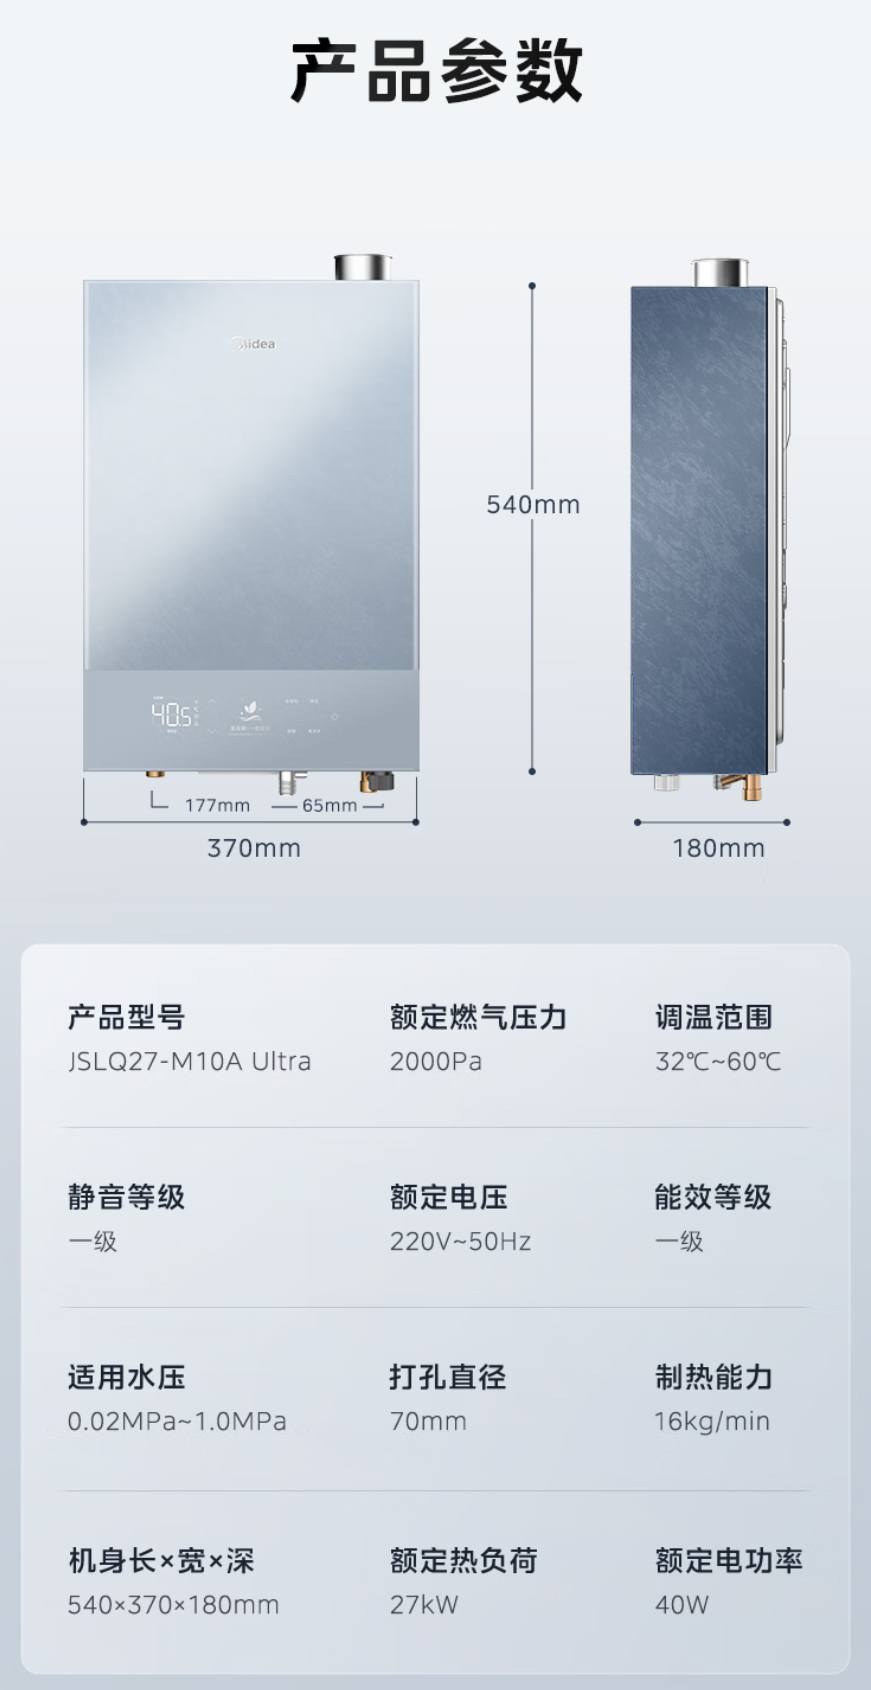 产品参数
Midea
540mm
40.5
177mm
65mm
370mm
180mm
产品型号
额定燃气压力
调温范围
JSLQ27-M10A Ultra
2000Pa
32℃~60℃
静音等级
额定电压
能效等级
一级
220V~50Hz
一级
适用水压
打孔直径
制热能力
0.02MPa~1.0MPa
70mm
16kg/min
机身长×宽×深
额定热负荷
额定电功率
540×370×180mm
27kW
40W